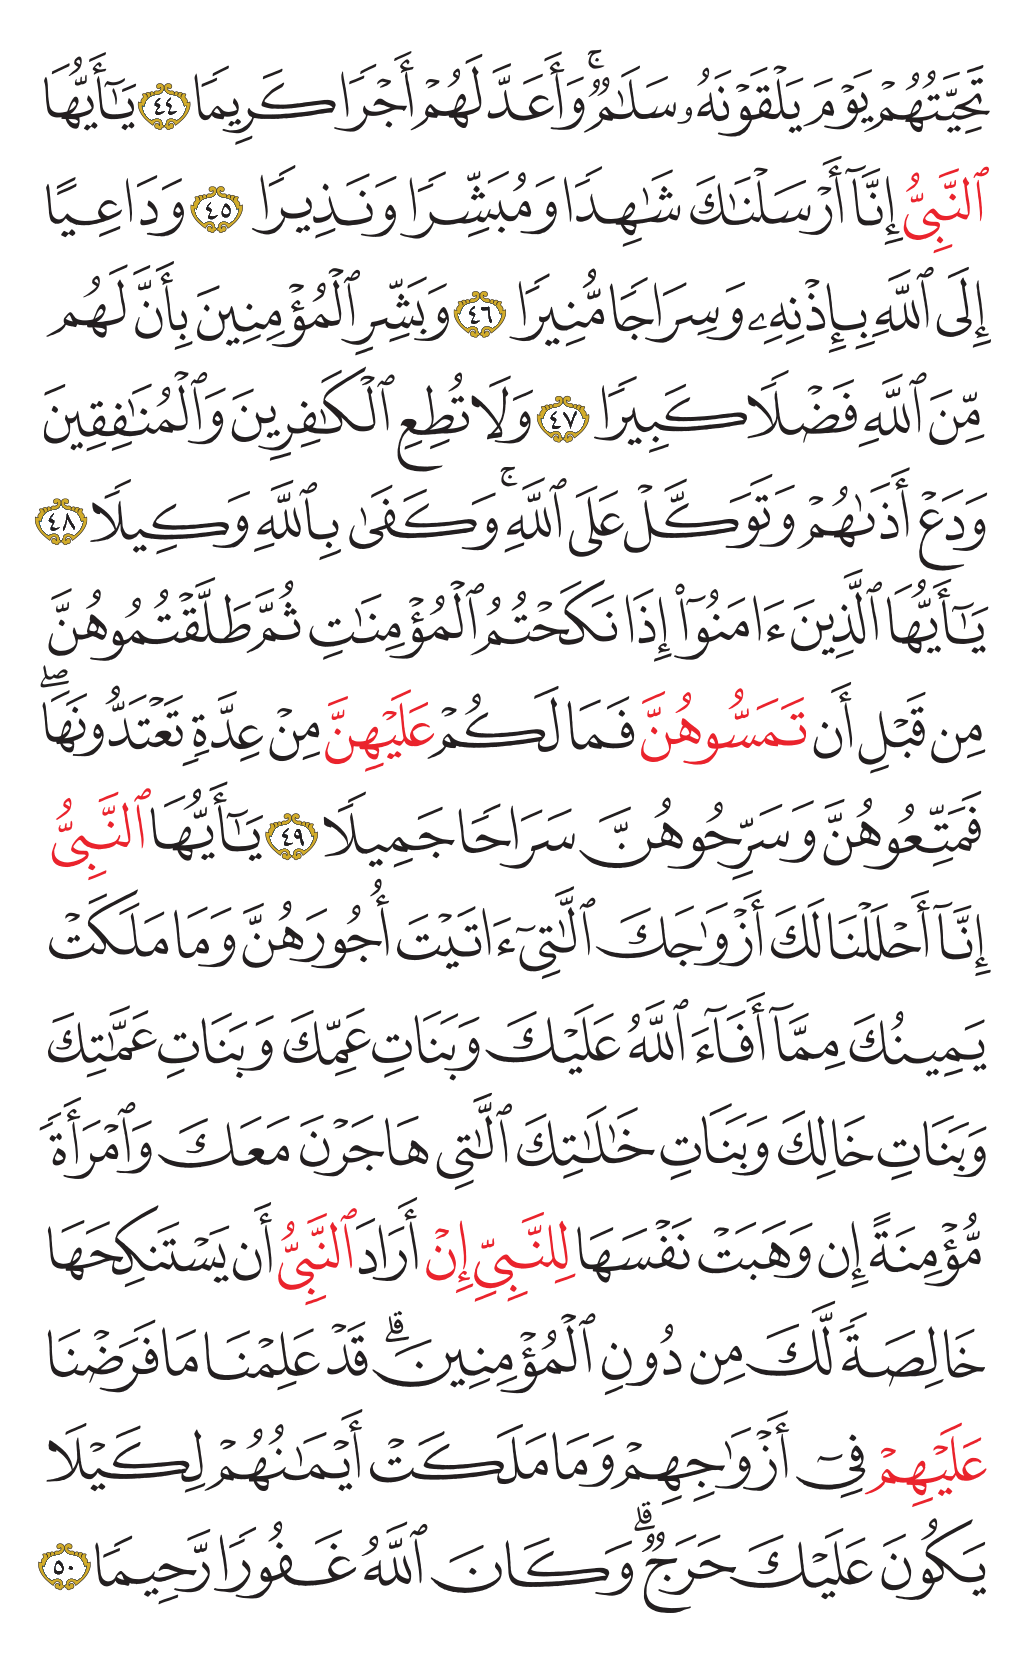 تَحِيَّتُهُمْ يَوْمَ يَلْقَوْنَهُۥ سَلَٰمٌۚ وَأَعَدَّ لَهُمْ أَجْرًا كَرِيمًا ٤٤ يَٰٓأَيُّهَا
ٱلنَّبِىُّ إِنَّآ أَرْسَلْنَٰكَ شَٰهِدًا وَمُبَشِّرًا وَنَذِيرًا ٤٥ وَدَاعِيًا
إِلَى ٱللَّهِ بِإِذْنِهِۦ وَسِرَاجًا مُّنِيرًا ٤٦ وَبَشِّرِ ٱلْمُؤْمِنِينَ بِأَنَّ لَهُم
مِّنَ ٱللَّهِ فَضْلًا كَبِيرًا ٤٧ وَلَا تُطِعِ ٱلْكَٰفِرِينَ وَٱلْمُنَٰفِقِينَ
وَدَعْ أَذَىٰهُمْ وَتَوَكَّلْ عَلَى ٱللَّهِۚ وَكَفَىٰ بِٱللَّهِ وَكِيلًا ٤٨
يَٰٓأَيُّهَا ٱلَّذِينَ ءَامَنُوٓا۟ إِذَا نَكَحْتُمُ ٱلْمُؤْمِنَٰتِ ثُمَّ طَلَّقْتُمُوهُنَّ
مِن قَبْلِ أَن تَمَسُّوهُنَّ فَمَا لَكُمْ عَلَيْهِنَّ مِنْ عِدَّةٍ تَعْتَدُّونَهَاۖ
فَمَتِّعُوهُنَّ وَسَرِّحُوهُنَّ سَرَاحًا جَمِيلًا ٤٩ يَٰٓأَيُّهَا ٱلنَّبِىُّ
إِنَّآ أَحْلَلْنَا لَكَ أَزْوَٰجَكَ ٱلَّٰتِىٓ ءَاتَيْتَ أُجُورَهُنَّ وَمَا مَلَكَتْ
يَمِينُكَ مِمَّآ أَفَآءَ ٱللَّهُ عَلَيْكَ وَبَنَاتِ عَمِّكَ وَبَنَاتِ عَمَّٰتِكَ
وَبَنَاتِ خَالِكَ وَبَنَاتِ خَٰلَٰتِكَ ٱلَّٰتِى هَاجَرْنَ مَعَكَ وَٱمْرَأَةً
مُّؤْمِنَةً إِن وَهَبَتْ نَفْسَهَا لِلنَّبِىِّ إِنْ أَرَادَ ٱلنَّبِىُّ أَن يَسْتَنكِحَهَا
خَالِصَةً لَّكَ مِن دُونِ ٱلْمُؤْمِنِينَۗ قَدْ عَلِمْنَا مَا فَرَضْنَا
عَلَيْهِمْ فِىٓ أَزْوَٰجِهِمْ وَمَا مَلَكَتْ أَيْمَٰنُهُمْ لِكَيْلَا
يَكُونَ عَلَيْكَ حَرَجٌۗ وَكَانَ ٱللَّهُ غَفُورًا رَّحِيمًا ٥٠